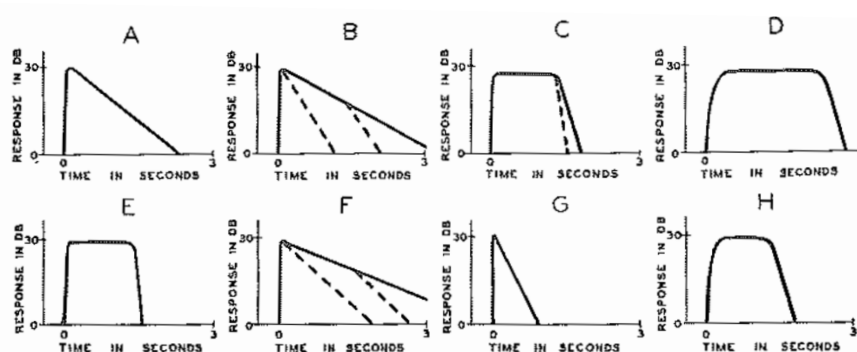 A
B
C
D
RESPONSE IN DB
30
0
0
3
TIME IN SECONDS
RESPONSE IN DB
30
0
0
3
TIME IN SECONDS
RESPONSE IN DB
30
0
0
3
TIME IN SECONDS
RESPONSE IN DB
30
0
0
3
TIME IN SECONDS
E
F
G
H
RESPONSE IN DB
30
0
0
3
TIME IN SECONDS
RESPONSE IN DB
30
0
0
3
TIME IN SECONDS
RESPONSE IN DB
30
0
0
3
TIME IN SECONDS
RESPONSE IN DB
30
0
0
3
TIME IN SECONDS